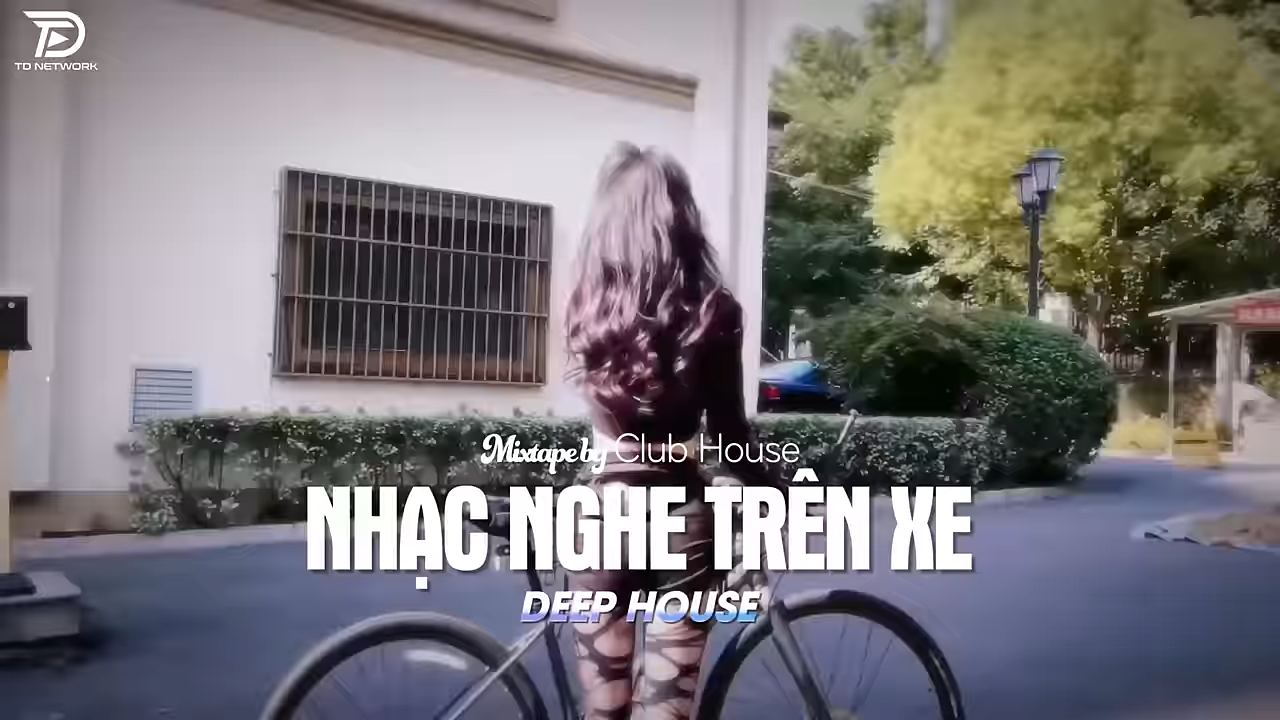 TD NETWORK
Mixtape by Club House
NHẠC NGHE TRÊN XE
DEEP HOUSE